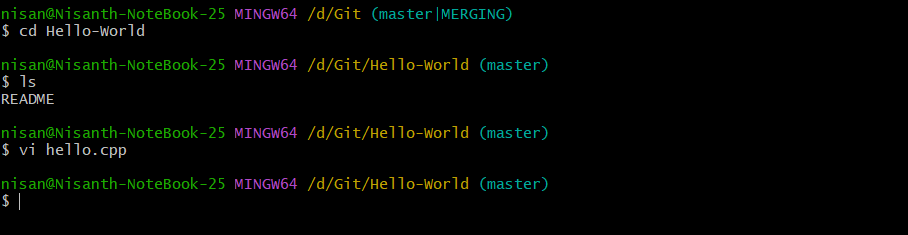 nisan@Nisanth-NoteBook-25 MINGW64 /d/Git (master|MERGING)
$ cd Hello-World
nisan@Nisanth-NoteBook-25 MINGW64 /d/Git/Hello-World (master)
$ ls
README
nisan@Nisanth-NoteBook-25 MINGW64 /d/Git/Hello-World (master)
$ vi hello.cpp
nisan@Nisanth-NoteBook-25 MINGW64 /d/Git/Hello-World (master)
$